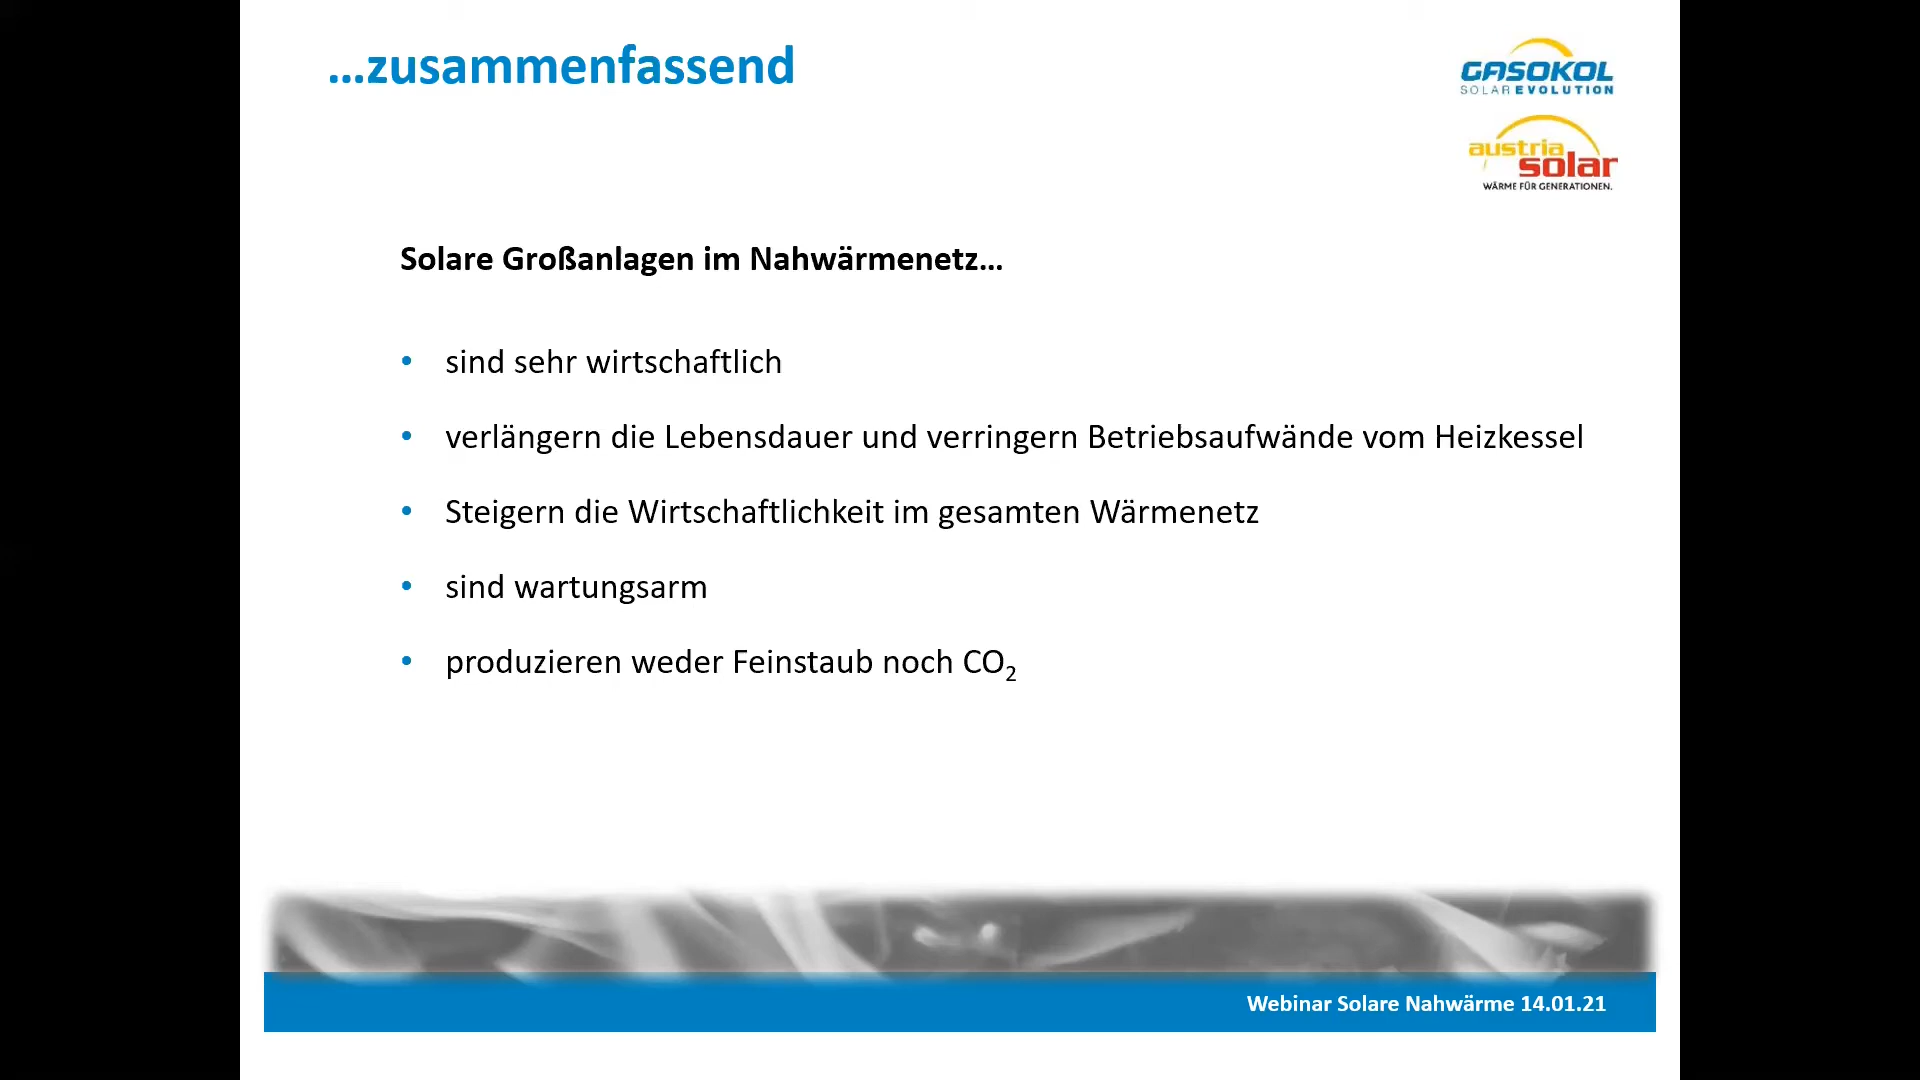 ...zusammenfassend
GASOKOL
SOLAREVOLUTION
austria
solar
WÄRME FÜR GENERATIONEN.
Solare Großanlagen im Nahwärmenetz...
• sind sehr wirtschaftlich
• verlängern die Lebensdauer und verringern Betriebsaufwände vom Heizkessel
• Steigern die Wirtschaftlichkeit im gesamten Wärmenetz
• sind wartungsarm
• produzieren weder Feinstaub noch CO₂
Webinar Solare Nahwärme 14.01.21